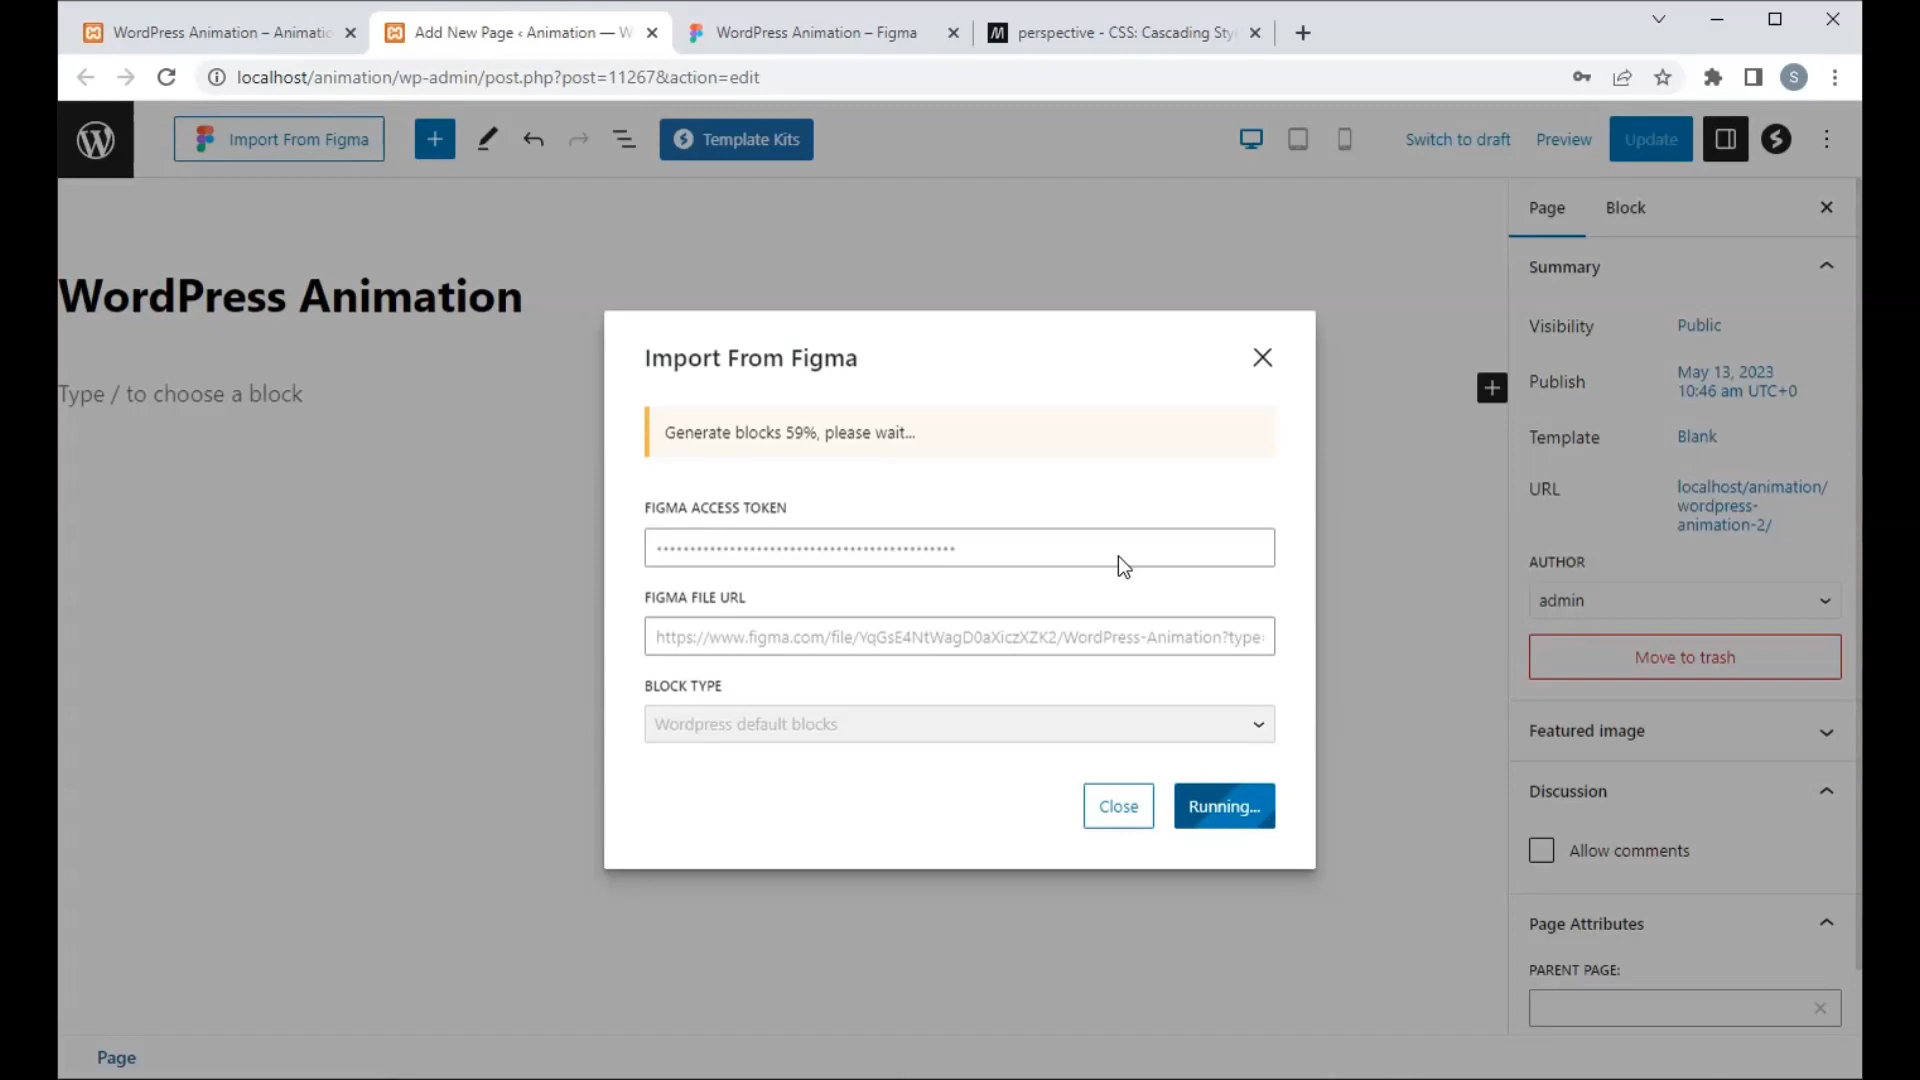 WordPress Animation – Animatic
Add New Page ‹ Animation — W
WordPress Animation – Figma
perspective - CSS: Cascading Sty
localhost/animation/wp-admin/post.php?post=11267&action=edit
S
Import From Figma
Template Kits
Switch to draft
Preview
Update
WordPress Animation
Type / to choose a block
Import From Figma
Generate blocks 59%, please wait...
FIGMA ACCESS TOKEN
FIGMA FILE URL
https://www.figma.com/file/YqGsE4NtWagD0aXiczXZK2/WordPress-Animation?type=
BLOCK TYPE
Wordpress default blocks
Close
Running...
Page
Block
Summary
Visibility
Public
Publish
May 13, 2023
10:46 am UTC+0
Template
Blank
URL
localhost/animation/
wordpress-
animation-2/
AUTHOR
admin
Move to trash
Featured image
Discussion
Allow comments
Page Attributes
PARENT PAGE:
Page